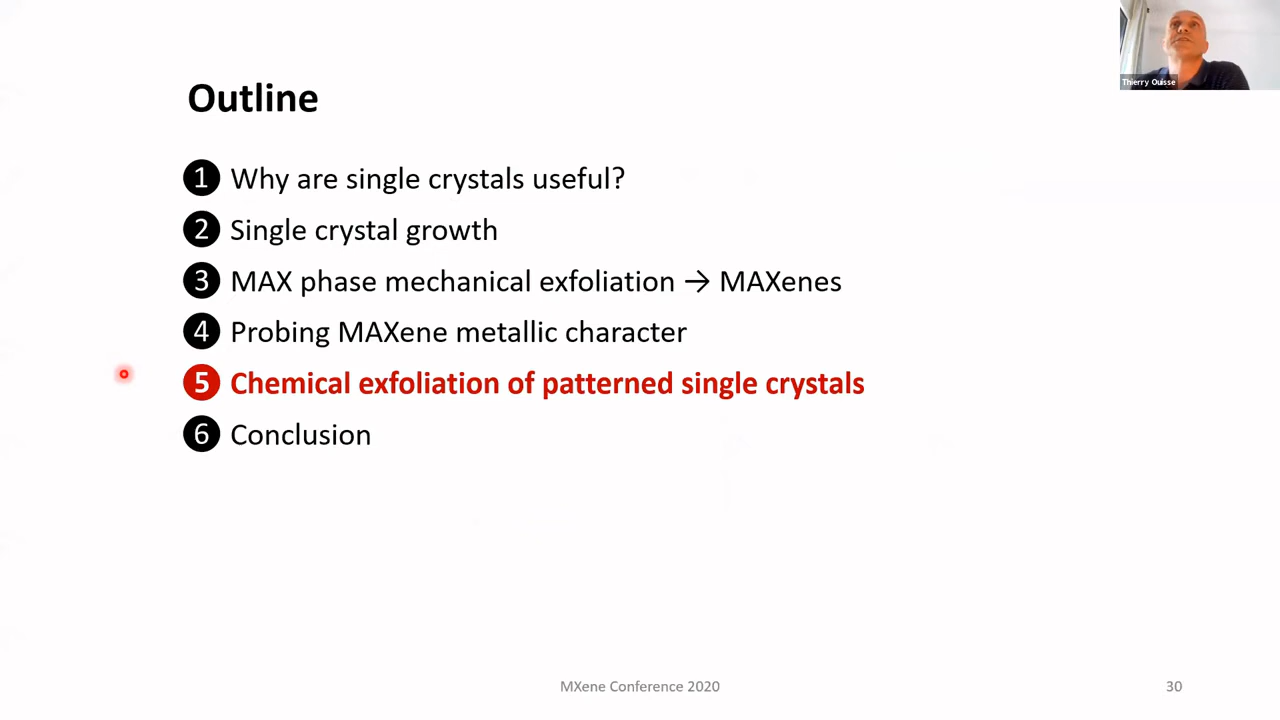 Thierry Ouisse
Outline
1 Why are single crystals useful?
2 Single crystal growth
3 MAX phase mechanical exfoliation → MAXenes
4 Probing MAXene metallic character
5 Chemical exfoliation of patterned single crystals
6 Conclusion
MXene Conference 2020
30